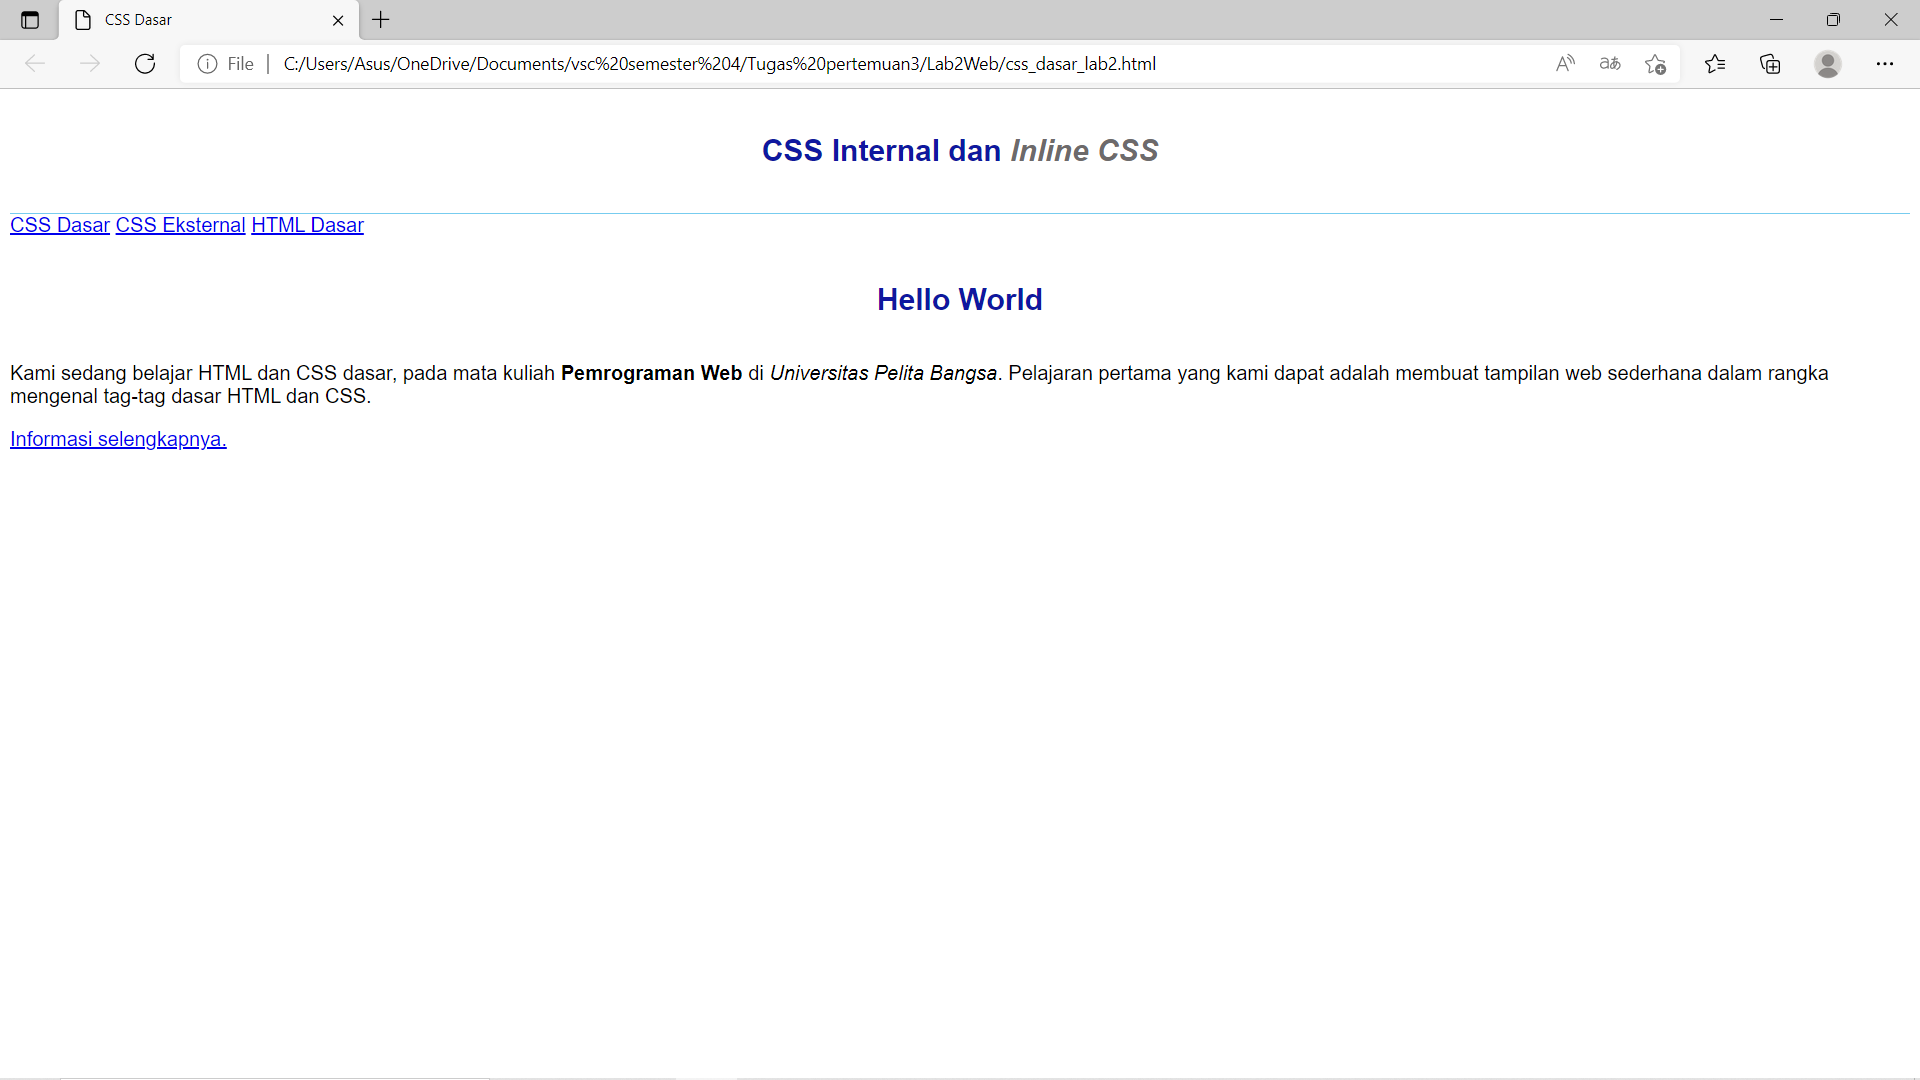 CSS Dasar
File
C:/Users/Asus/OneDrive/Documents/vsc%20semester%204/Tugas%20pertemuan3/Lab2Web/css_dasar_lab2.html
CSS Internal dan Inline CSS
CSS Dasar CSS Eksternal HTML Dasar
Hello World
Kami sedang belajar HTML dan CSS dasar, pada mata kuliah Pemrograman Web di Universitas Pelita Bangsa. Pelajaran pertama yang kami dapat adalah membuat tampilan web sederhana dalam rangka
mengenal tag-tag dasar HTML dan CSS.
Informasi selengkapnya.